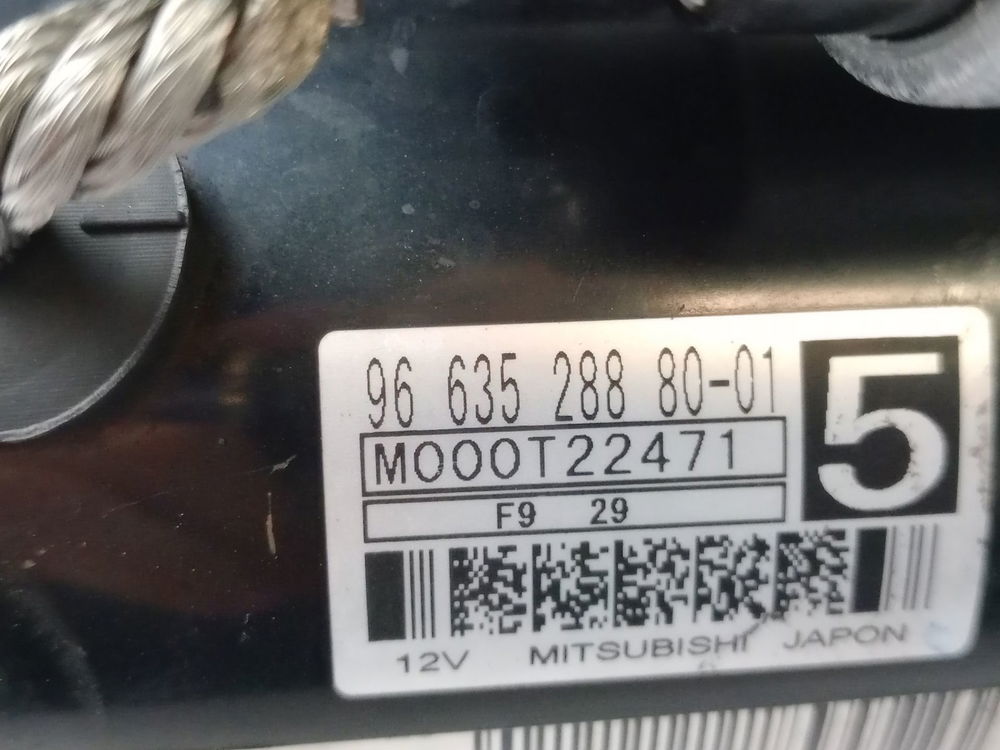 96 635 288 80-01
5
M000T22471
F9 29
12V MITSUBISHI JAPON